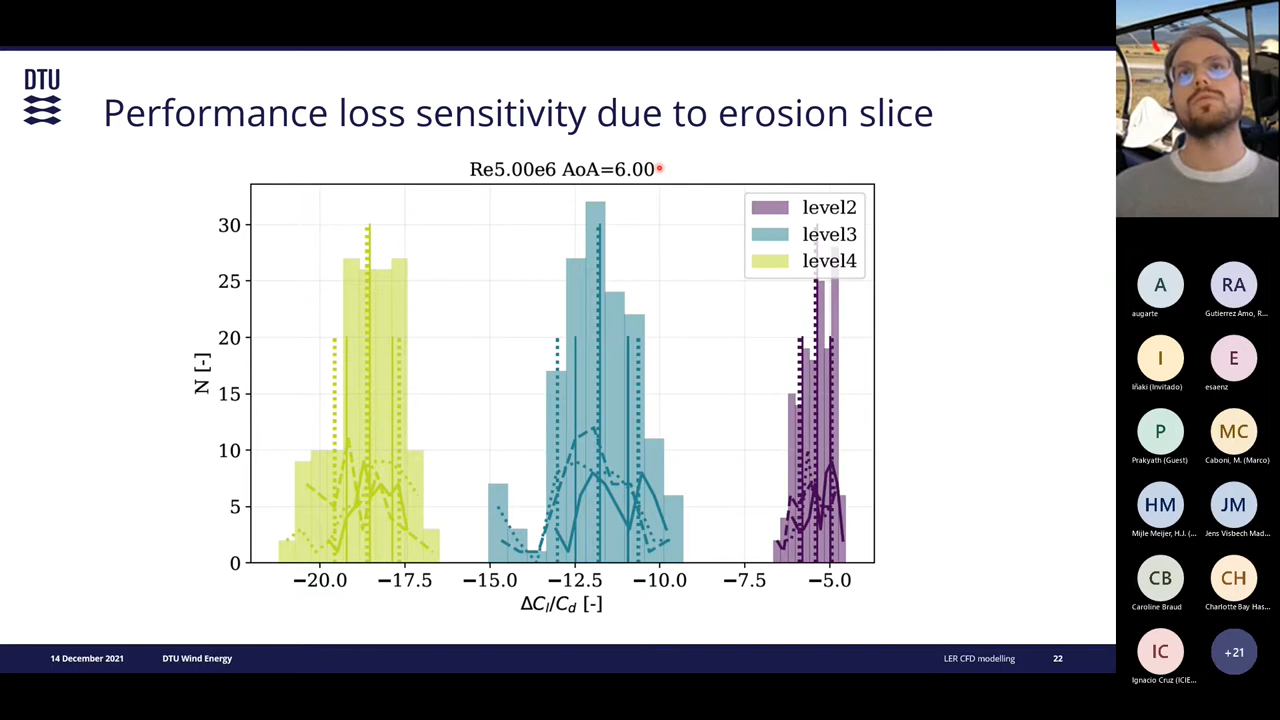 DTU
Performance loss sensitivity due to erosion slice
Re5.00e6 AoA=6.00
level2
level3
level4
30
25
20
15
10
5
0
N [-]
−20.0 −17.5 −15.0 −12.5 −10.0 −7.5 −5.0
ΔCl/Cd [-]
14 December 2021 DTU Wind Energy LER CFD modelling 22
A RA
augarte Gutierrez Amo, R...
I E
Iñaki (Invitado) esaenz
P MC
Prakyath (Guest) Caboni, M. (Marco)
HM JM
Mijle Meijer, H.J. (... Jens Visbech Mad...
CB CH
Caroline Braud Charlotte Bay Has...
IC +21
Ignacio Cruz (ICIE...